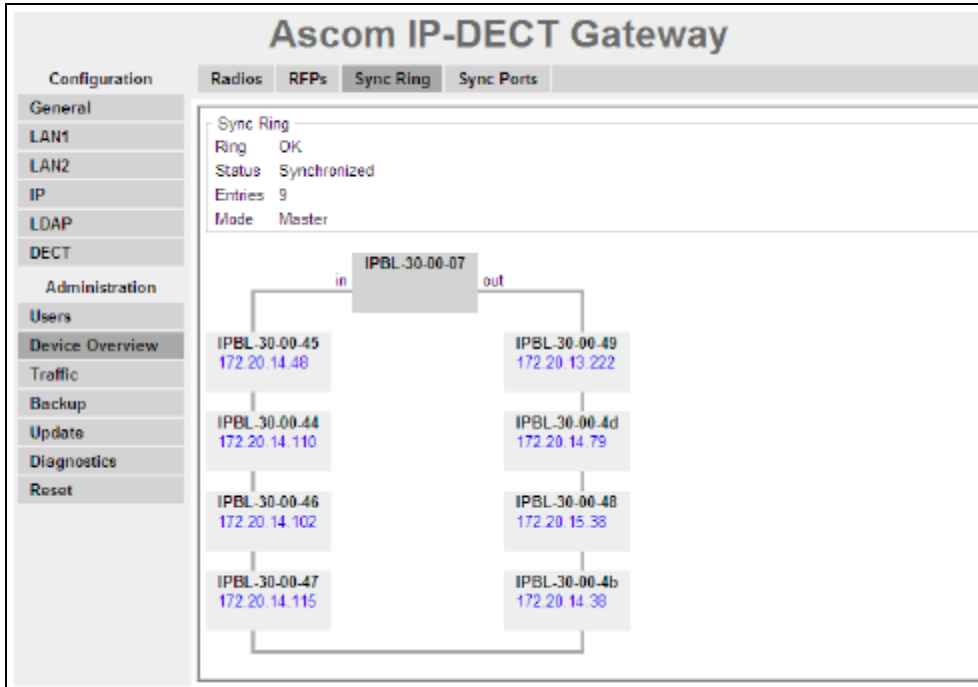 Ascom IP-DECT Gateway
Configuration
General
LAN1
LAN2
IP
LDAP
DECT
Administration
Users
Device Overview
Traffic
Backup
Update
Diagnostics
Reset
Radios RFPs Sync Ring Sync Ports
Sync Ring
Ring OK
Status Synchronized
Entries 9
Mode Master
in IPBL-30-00-07 out
IPBL-30-00-45
172.20.14.48
IPBL-30-00-49
172.20.13.222
IPBL-30-00-44
172.20.14.110
IPBL-30-00-4d
172.20.14.79
IPBL-30-00-46
172.20.14.102
IPBL-30-00-48
172.20.15.38
IPBL-30-00-47
172.20.14.115
IPBL-30-00-4b
172.20.14.38